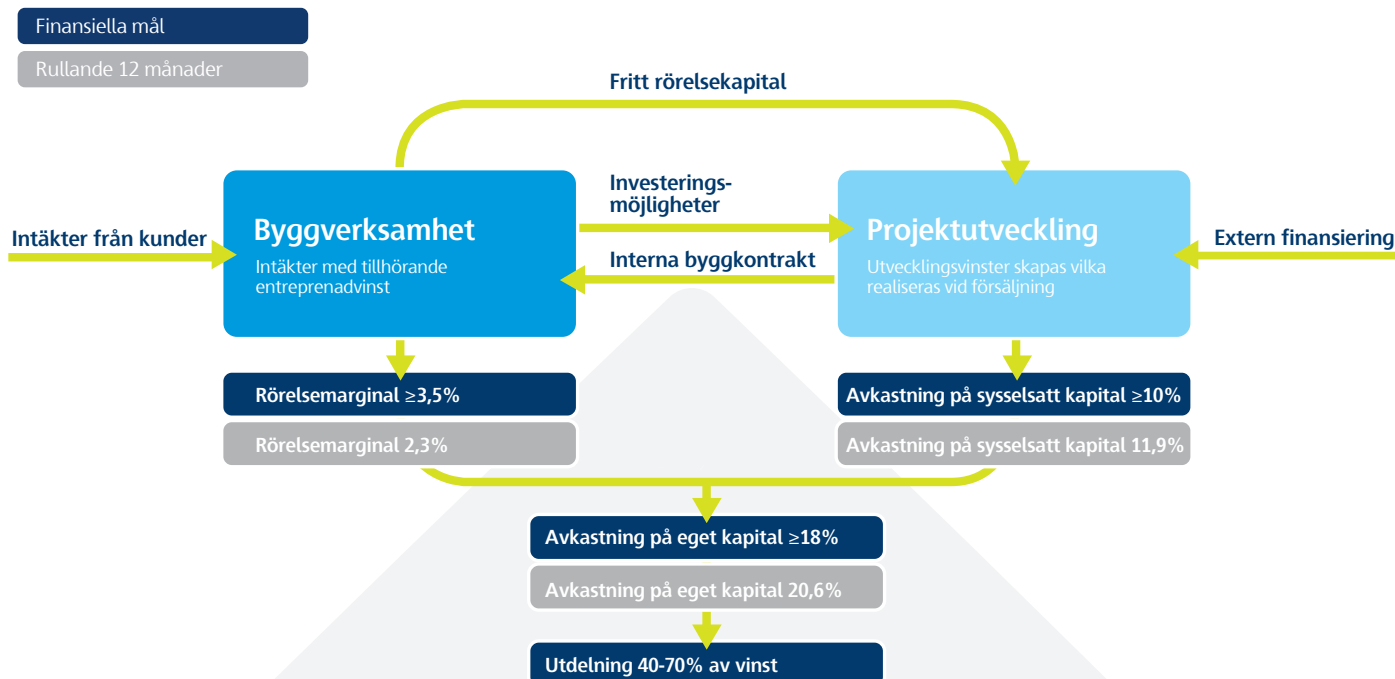 Finansiella mål
Rullande 12 månader
Fritt rörelsekapital
Intäkter från kunder
Byggverksamhet
Intäkter med tillhörande
entreprenadvinst
Investerings-
möjligheter
Interna byggkontrakt
Projektutveckling
Utvecklingsvinster skapas vilka
realiseras vid försäljning
Extern finansiering
Rörelsemarginal ≥3,5%
Rörelsemarginal 2,3%
Avkastning på sysselsatt kapital ≥10%
Avkastning på sysselsatt kapital 11,9%
Avkastning på eget kapital ≥18%
Avkastning på eget kapital 20,6%
Utdelning 40-70% av vinst